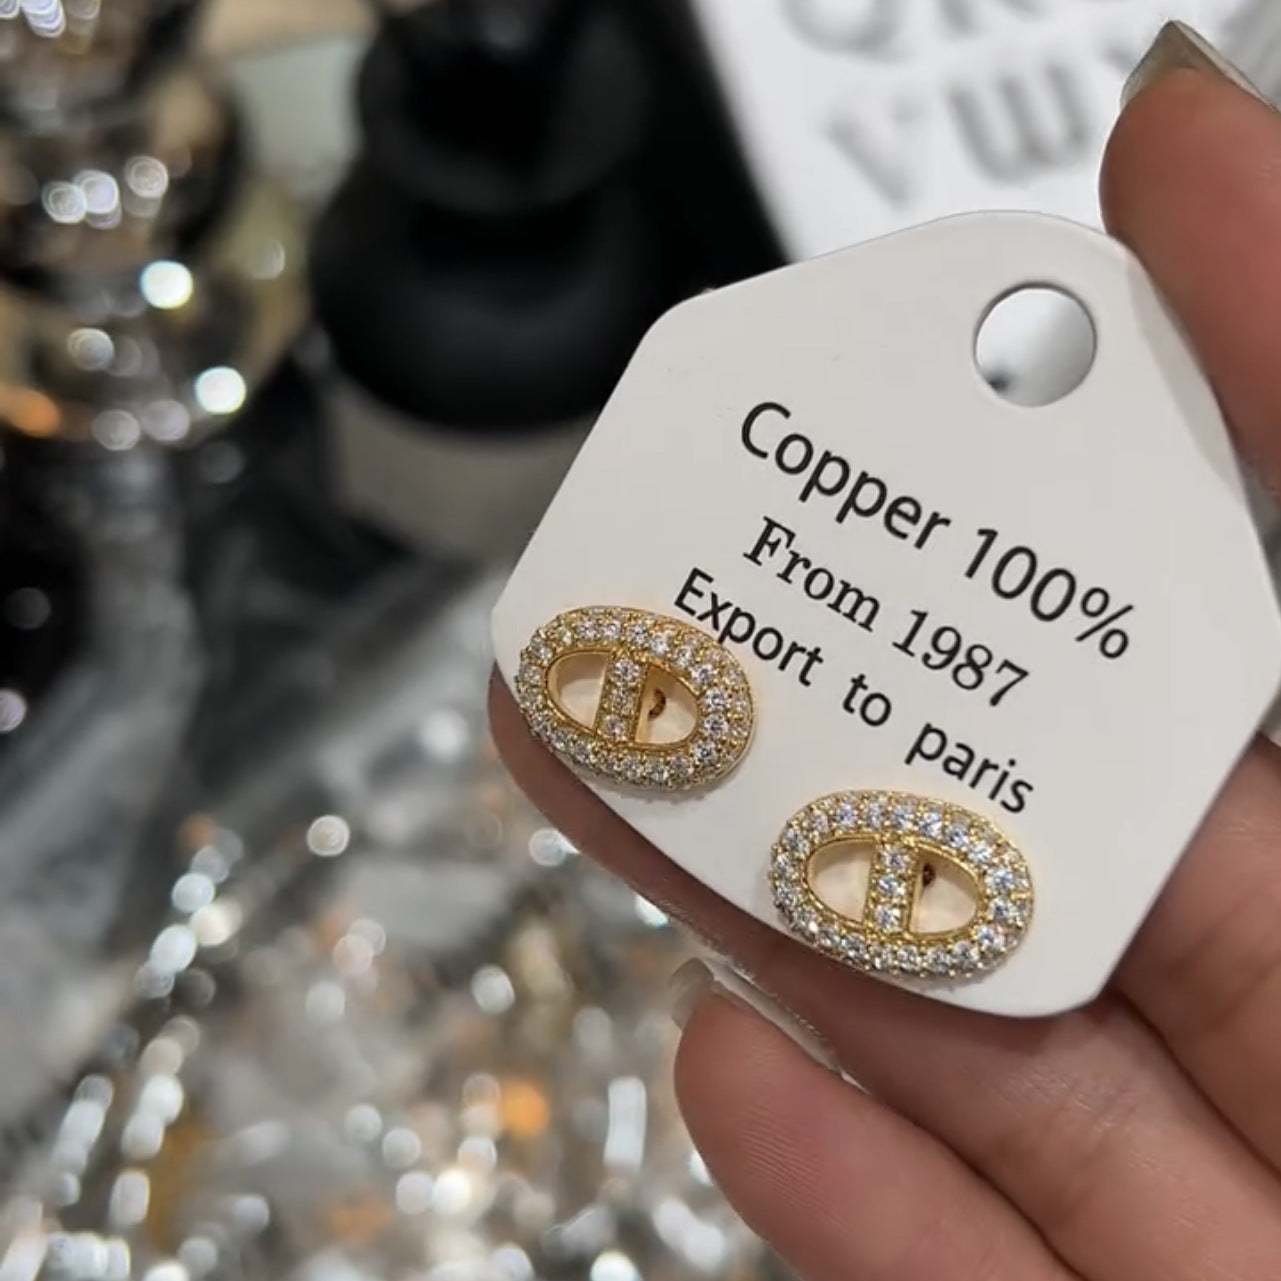 Copper 100%
From 1987
Export to paris